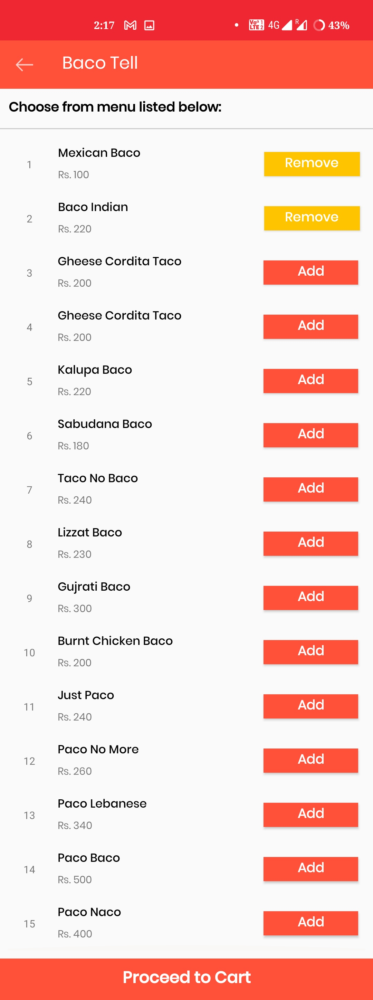 2:17 VoLTE 1 2 4G R 43%
Baco Tell
Choose from menu listed below:
Mexican Baco
1 Remove
Rs. 100
Baco Indian
2 Remove
Rs. 220
Gheese Cordita Taco
3 Add
Rs. 200
Gheese Cordita Taco
4 Add
Rs. 200
Kalupa Baco
5 Add
Rs. 220
Sabudana Baco
6 Add
Rs. 180
Taco No Baco
7 Add
Rs. 240
Lizzat Baco
8 Add
Rs. 230
Gujrati Baco
9 Add
Rs. 300
Burnt Chicken Baco
10 Add
Rs. 200
Just Paco
11 Add
Rs. 240
Paco No More
12 Add
Rs. 260
Paco Lebanese
13 Add
Rs. 340
Paco Baco
14 Add
Rs. 500
Paco Naco
15 Add
Rs. 400
Proceed to Cart